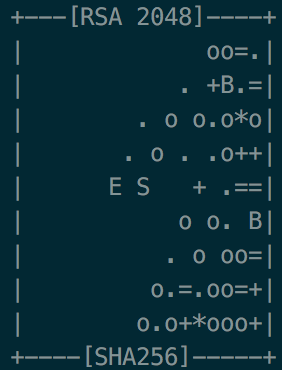 +---[RSA 2048]----+
|             oo=.|
|           . +B.=|
|        . o o.o*o|
|       . o . .o++|
|      E S   + .==|
|           o o. B|
|          . o oo=|
|         o.=.oo=+|
|        o.o+*ooo+|
+----[SHA256]-----+